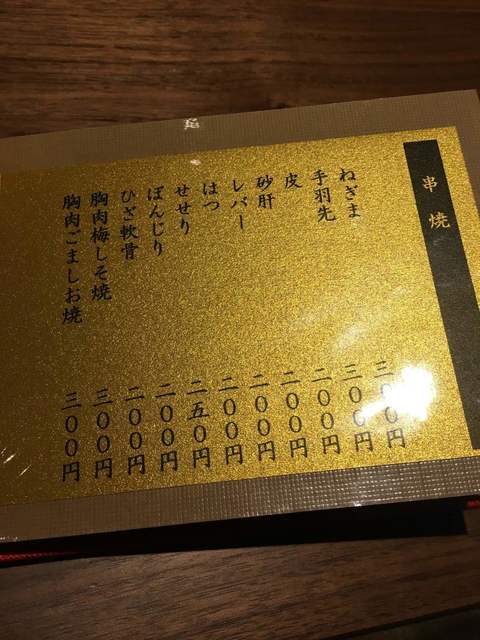 串焼
ねぎま 三〇〇円
手羽先 三〇〇円
皮 二〇〇円
砂肝 二〇〇円
レバー 二〇〇円
はつ 二〇〇円
せせり 二五〇円
ぼんじり 二〇〇円
ひざ軟骨 二〇〇円
胸肉梅しそ焼 三〇〇円
胸肉ごましお焼 三〇〇円